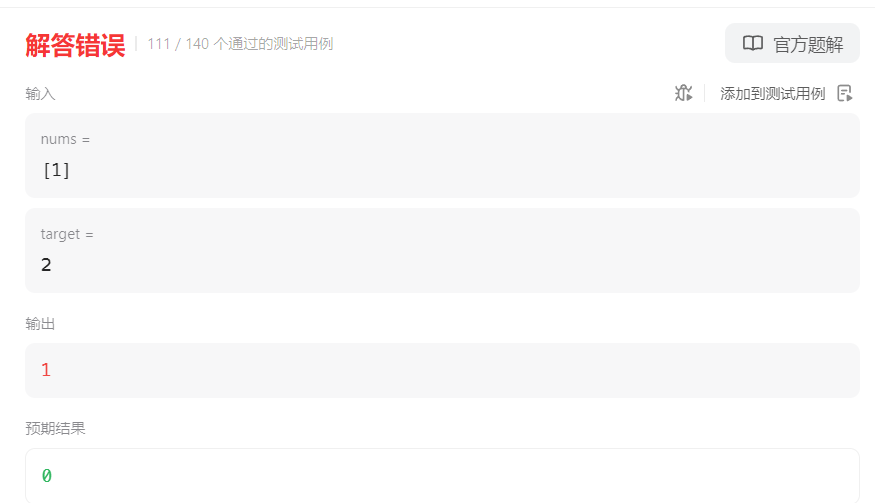 解答错误 111 / 140 个通过的测试用例 官方题解
输入 添加到测试用例
nums =
[1]
target =
2
输出
1
预期结果
0